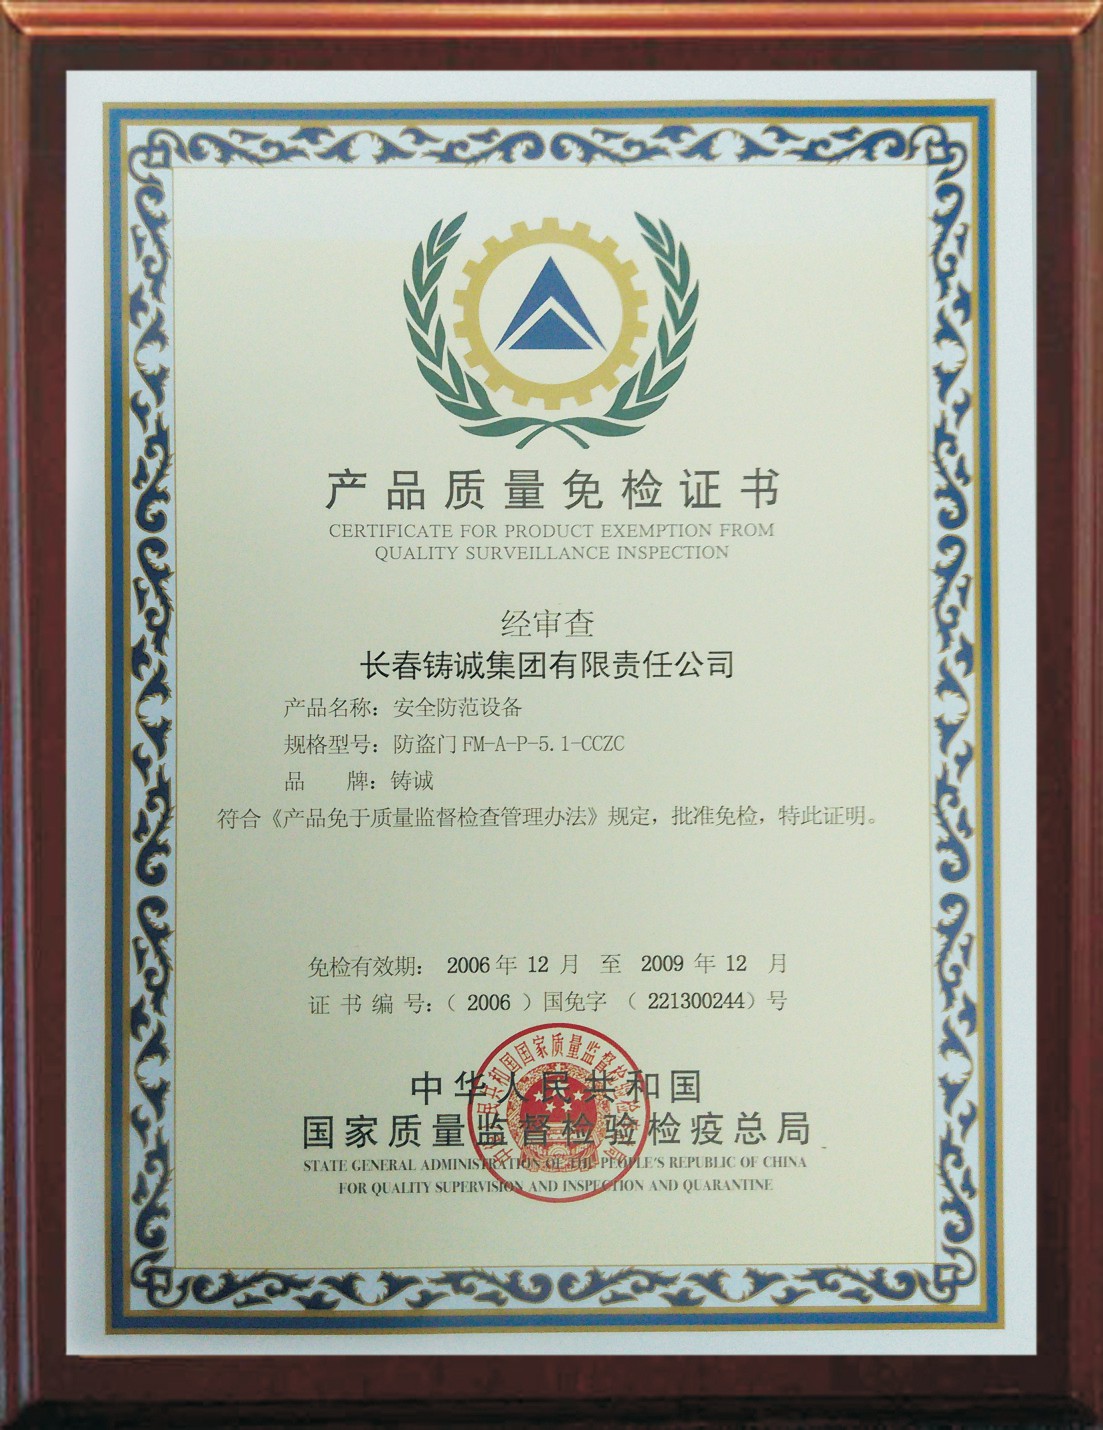 产品质量免检证书
CERTIFICATE FOR PRODUCT EXEMPTION FROM
QUALITY SURVEILLANCE INSPECTION
经审查
长春铸诚集团有限责任公司
产品名称：安全防范设备
规格型号：防盗门FM-A-P-5.1-CCZC
品 牌：铸诚
符合《产品免于质量监督检查管理办法》规定，批准免检，特此证明。
免检有效期： 2006 年 12 月 至 2009 年 12 月
证 书 编 号：（ 2006 ）国免字 （ 221300244）号
中华人民共和国
国家质量监督检验检疫总局
STATE GENERAL ADMINISTRATION OF THE PEOPLE'S REPUBLIC OF CHINA
FOR QUALITY SUPERVISION AND INSPECTION AND QUARANTINE